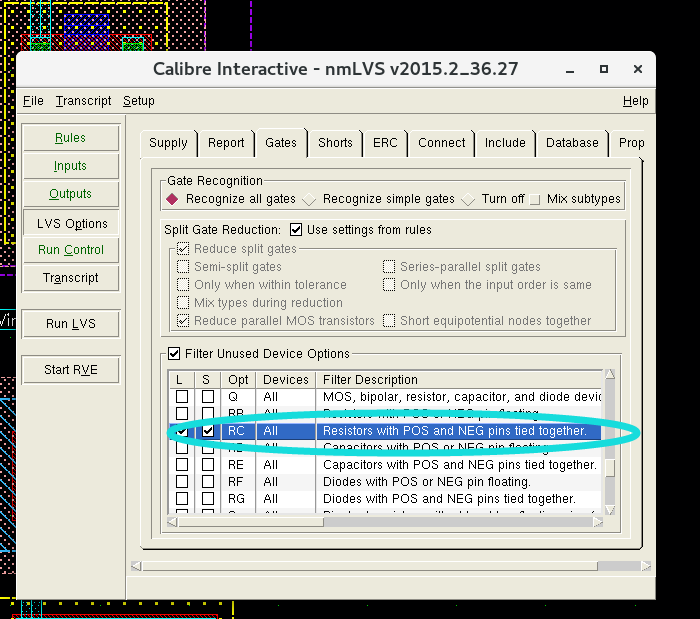 Calibre Interactive - nmLVS v2015.2_36.27
File Transcript Setup Help
Rules
Inputs
Outputs
LVS Options
Run Control
Transcript
Run LVS
Start RVE
Supply Report Gates Shorts ERC Connect Include Database Prop
Gate Recognition
Recognize all gates Recognize simple gates Turn off Mix subtypes
Split Gate Reduction: Use settings from rules
Reduce split gates
Semi-split gates Series-parallel split gates
Only when within tolerance Only when the input order is same
Mix types during reduction
Reduce parallel MOS transistors Short equipotential nodes together
Filter Unused Device Options
L S Opt Devices Filter Description
Q All MOS, bipolar, resistor, capacitor, and diode devic
RB All Resistors with POS or NEG pin floating.
RC All Resistors with POS and NEG pins tied together.
All Capacitors with POS or NEG pin floating.
RE All Capacitors with POS and NEG pins tied together.
RF All Diodes with POS or NEG pin floating.
RG All Diodes with POS and NEG pins tied together.